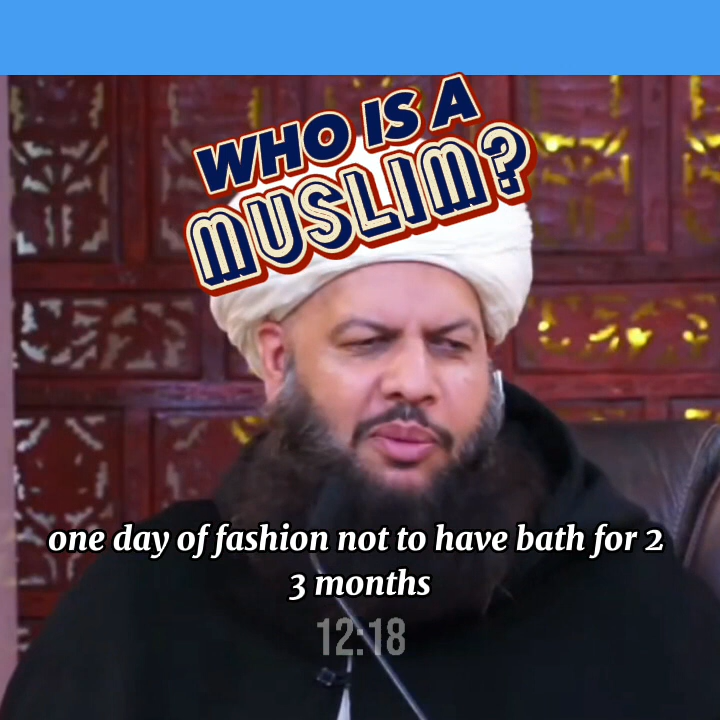 WHO IS A
MUSLIM?
one day of fashion not to have bath for 2
3 months
12:18